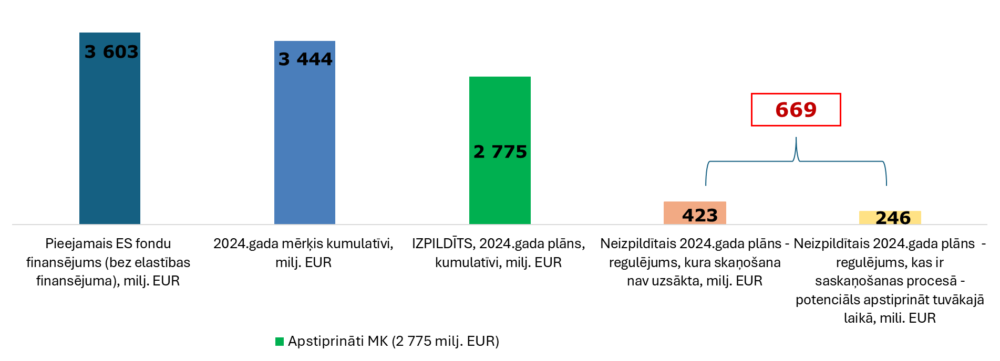 3 603
3 444
2 775
669
423
246
Pieejamais ES fondu
finansējums (bez elastības
finansējuma), milj. EUR
2024.gada mērķis kumulatīvi,
milj. EUR
IZPILDĪTS, 2024.gada plāns,
kumulatīvi, milj. EUR
Neizpildītais 2024.gada plāns -
regulējums, kura skaņošana
nav uzsākta, milj. EUR
Neizpildītais 2024.gada plāns -
regulējums, kas ir
saskaņošanas procesā -
potenciāls apstiprināt tuvākajā
laikā, mili. EUR
Apstiprināti MK (2 775 milj. EUR)